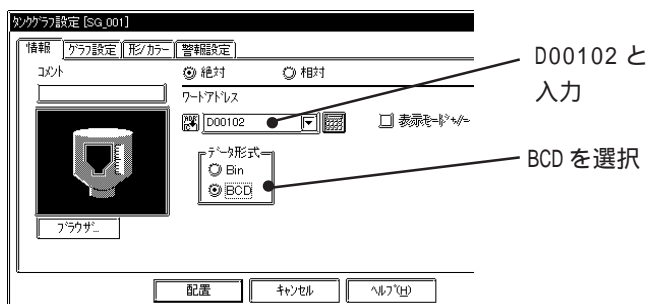 タンクグラフ設定 [SG_001]
情報 グラフ設定 形/カラー 警報設定
コメント
絶対 相対
ワードアドレス
D00102
表示モード +/-
データ形式
Bin
BCD
ブラウザ...
配置 キャンセル ヘルプ(H)
D00102 と
入力
BCD を選択